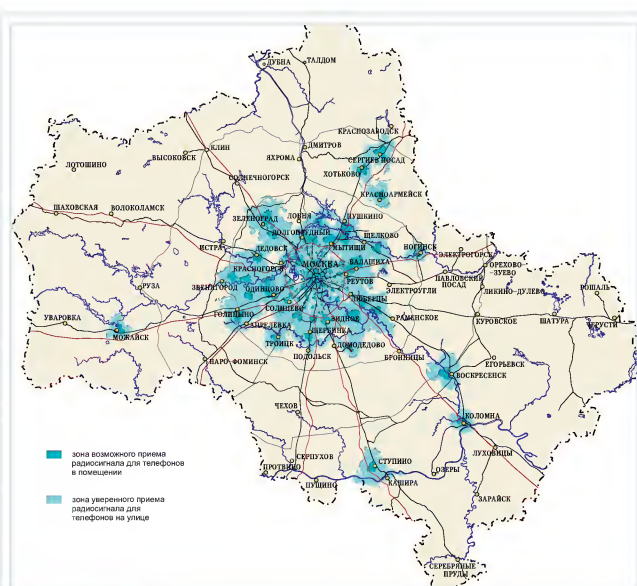 ДУБНА
ТАЛДОМ
КРАСНОЗАВОДСК
КЛИН
ДМИТРОВ
ВЫСОКОВСК
ЯХРОМА
СЕРГИЕВ ПОСАД
ЛОТОШИНО
ХОТЬКОВО
СОЛНЕЧНОГОРСК
КРАСНОАРМЕЙСК
ШАХОВСКАЯ
ВОЛОКОЛАМСК
ЗЕЛЕНОГРАД
ЛОБНЯ
ПУШКИНО
ДОЛГОПРУДНЫЙ
ЩЕЛКОВО
ИСТРА
ДЕДОВСК
МЫТИЩИ
НОГИНСК
ЭЛЕКТРОГОРСК
МОСКВА
БАЛАШИХА
ОРЕХОВО
-ЗУЕВО
КРАСНОГОРСК
РЕУТОВ
ПАВЛОВСКИЙ
ПОСАД
РУЗА
ЗВЕНИГОРОД
ОДИНЦОВО
ЭЛЕКТРОУГЛИ
ЛИКИНО-ДУЛЕВО
РОШАЛЬ
ЛЮБЕРЦЫ
СОЛНЦЕВО
ГОЛИЦЫНО
УВАРОВКА
АПРЕЛЕВКА
ВИДНОЕ
РАМЕНСКОЕ
КУРОВСКОЕ
ШАТУРА
ЧЕРУСТИ
МОЖАЙСК
ЩЕРБИНКА
ТРОИЦК
ДОМОДЕДОВО
НАРО-ФОМИНСК
ПОДОЛЬСК
БРОННИЦЫ
ЕГОРЬЕВСК
ВОСКРЕСЕНСК
ЧЕХОВ
КОЛОМНА
зона возможного приема
радиосигнала для телефонов
в помещении
СЕРПУХОВ
СТУПИНО
ЛУХОВИЦЫ
ПРОТВИНО
ОЗЕРЫ
ПУЩИНО
КАШИРА
зона уверенного приема
радиосигнала для
телефонов на улице
ЗАРАЙСК
СЕРЕБРЯНЫЕ
ПРУДЫ